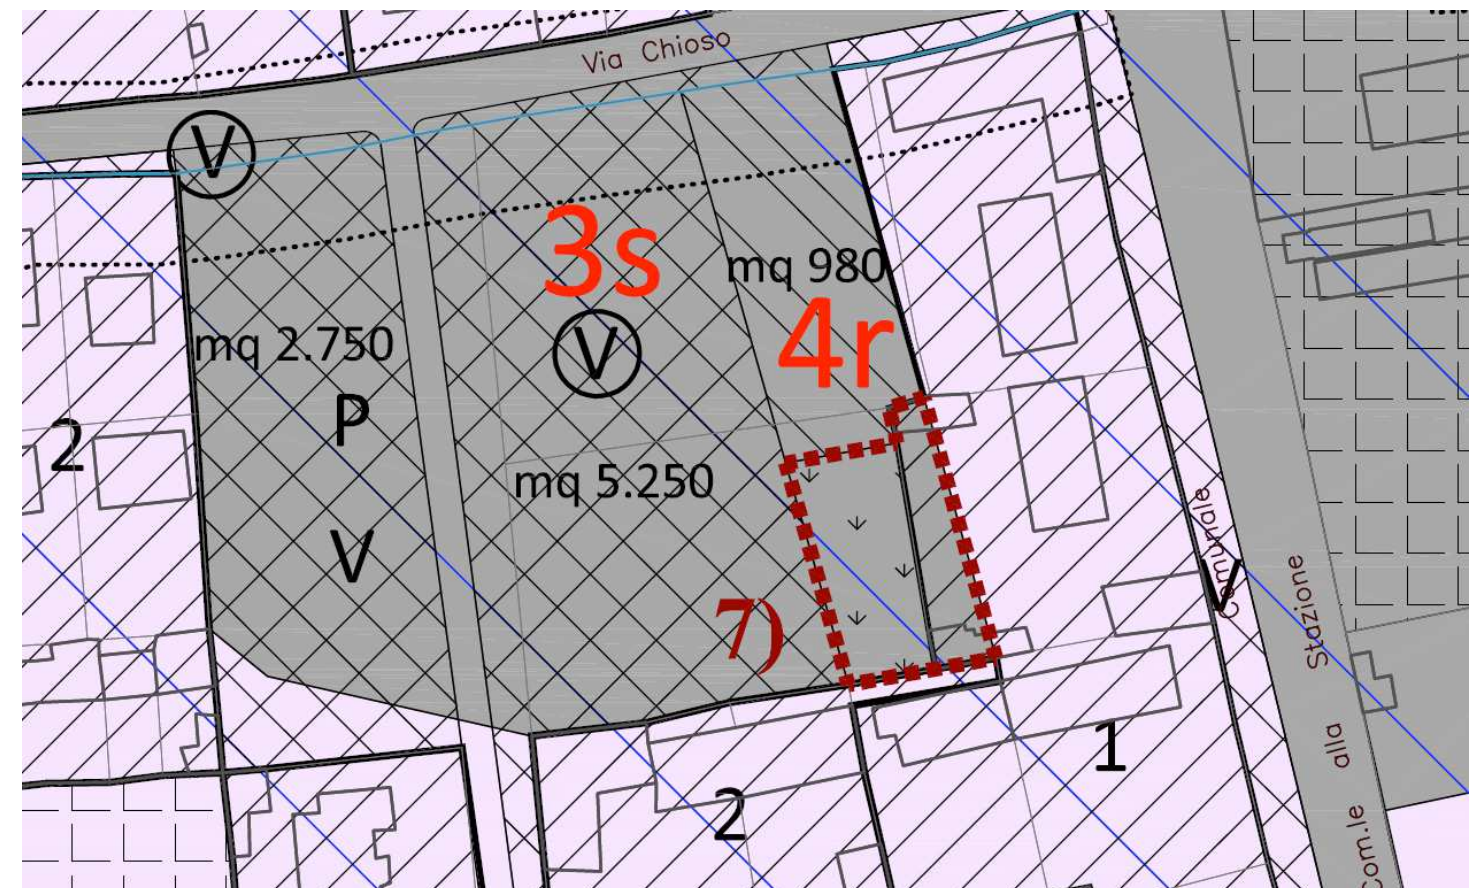 Via Chioso
V
3s
mq 980
V
4r
mq 2.750
P
2
mq 5.250
Comunale
V
V
Stazione
7)
alla
1
2
com.le